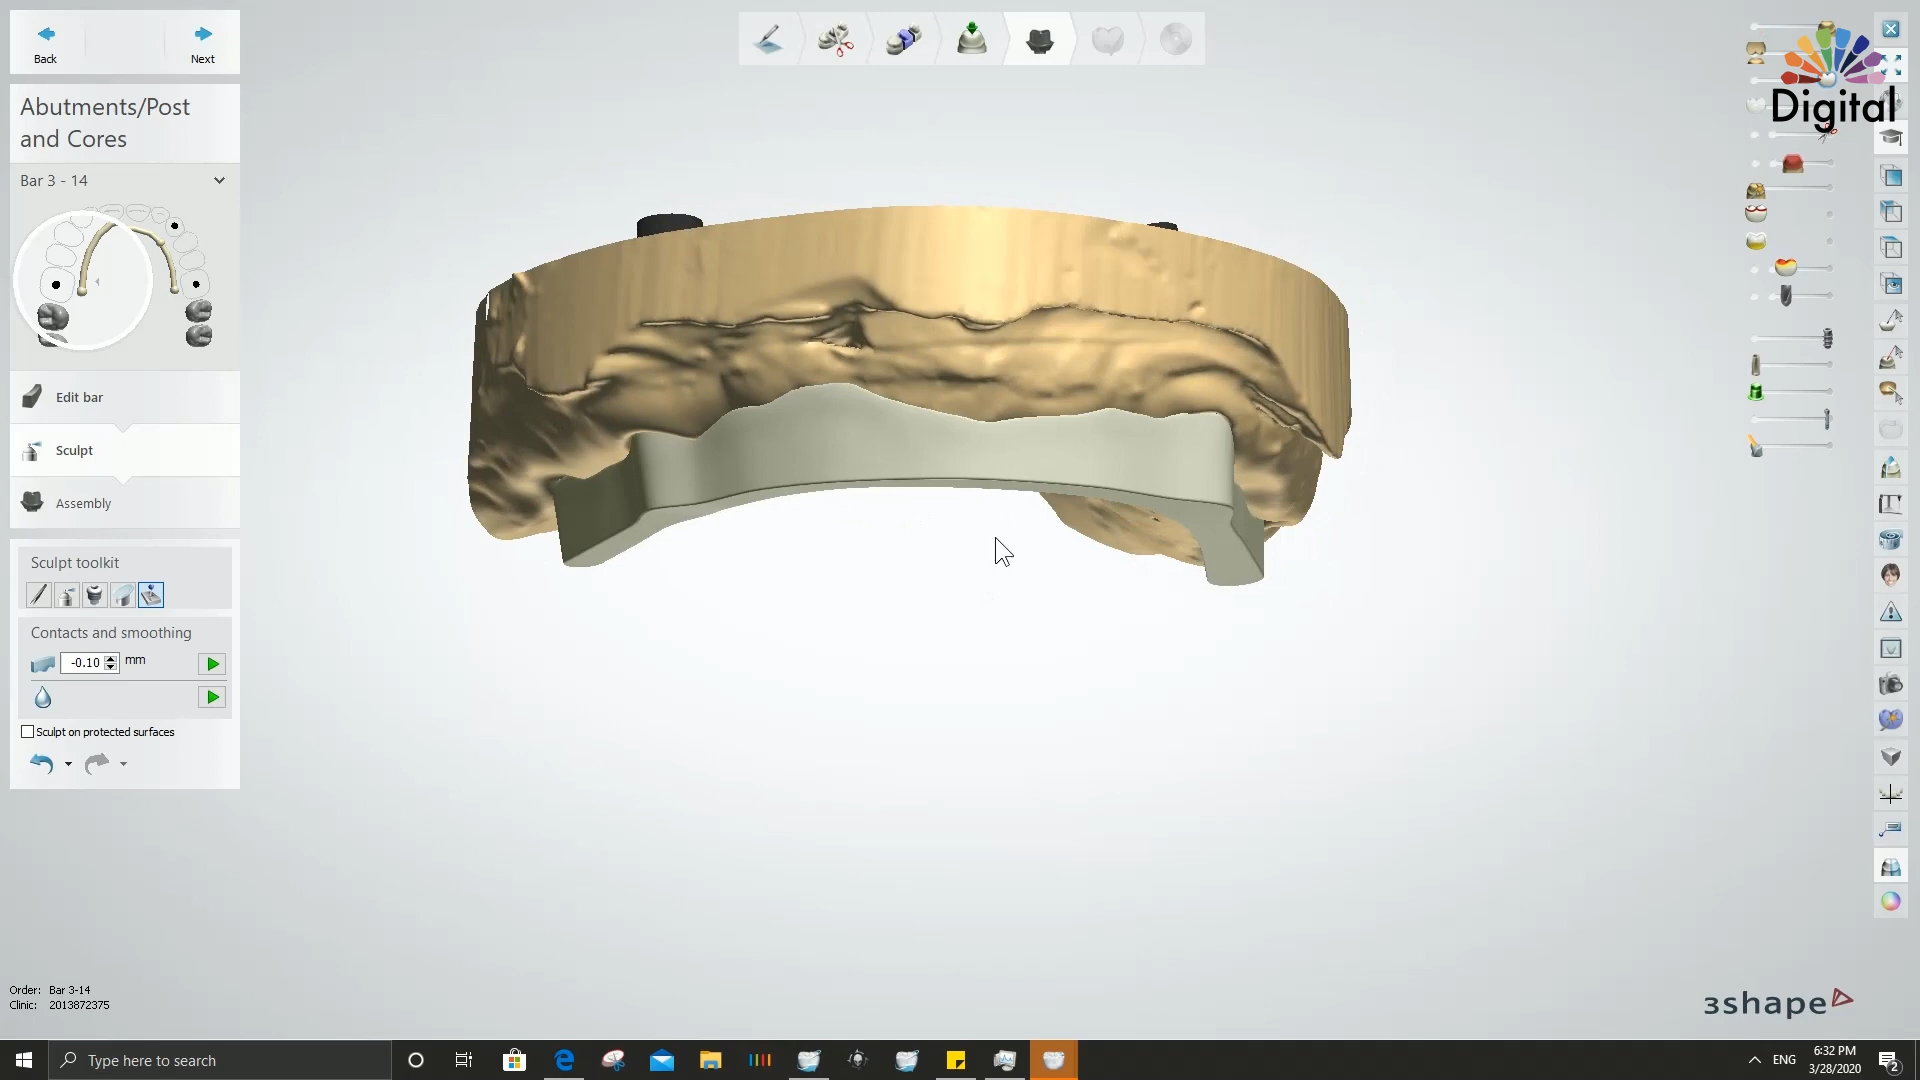 Back
Next
Abutments/Post
and Cores
Bar 3 - 14
Edit bar
Sculpt
Assembly
Sculpt toolkit
Contacts and smoothing
-0.10
mm
Sculpt on protected surfaces
Digital
Order: Bar 3-14
Clinic: 2013872375
3shape
Type here to search
ENG
6:32 PM
3/28/2020
2